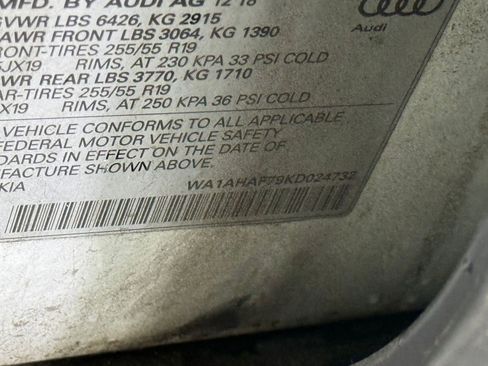 MFD. BY AUDI AG 12 18
GVWR LBS 6426, KG 2915
GAWR FRONT LBS 3064, KG 1390
FRONT-TIRES 255/55 R19
JX19 RIMS, AT 230 KPA 33 PSI COLD
AWR REAR LBS 3770, KG 1710
AR-TIRES 255/55 R19
JX19 RIMS, AT 250 KPA 36 PSI COLD
VEHICLE CONFORMS TO ALL APPLICABLE
FEDERAL MOTOR VEHICLE SAFETY
DARDS IN EFFECT ON THE DATE OF
FACTURE SHOWN ABOVE.
KIA
WA1AHAF79KD024732
Audi